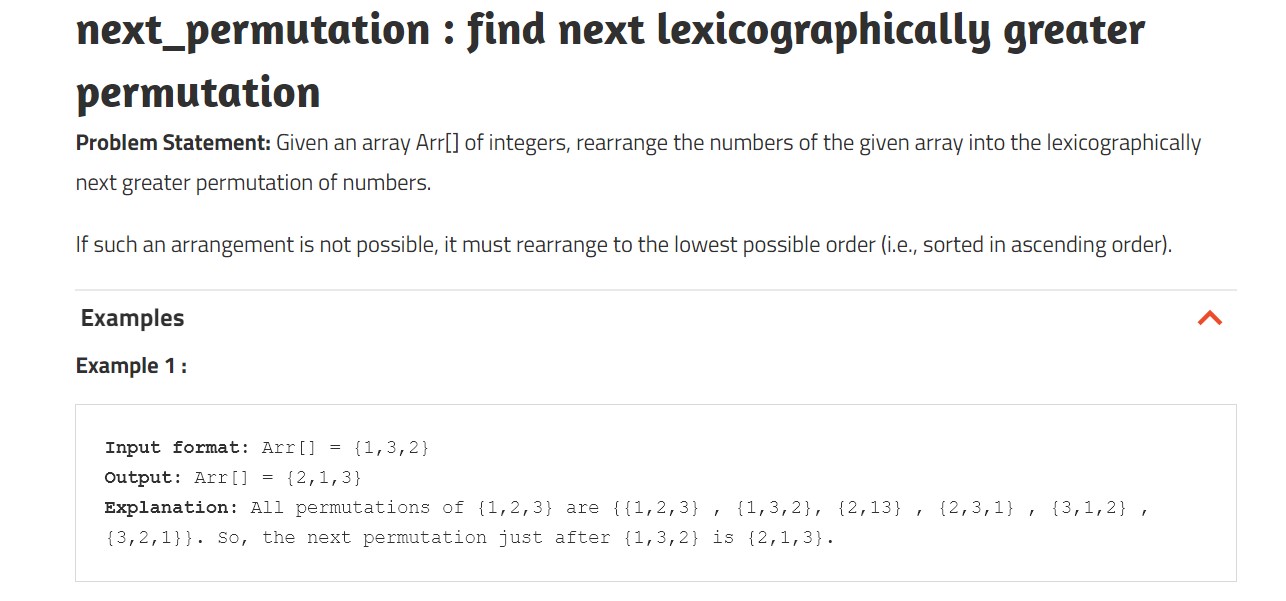 next_permutation : find next lexicographically greater
permutation
Problem Statement: Given an array Arr[] of integers, rearrange the numbers of the given array into the lexicographically
next greater permutation of numbers.
If such an arrangement is not possible, it must rearrange to the lowest possible order (i.e., sorted in ascending order).
Examples
Example 1 :
Input format: Arr[] = {1,3,2}
Output: Arr[] = {2,1,3}
Explanation: All permutations of {1,2,3} are {{1,2,3} , {1,3,2}, {2,13} , {2,3,1} , {3,1,2} ,
{3,2,1}}. So, the next permutation just after {1,3,2} is {2,1,3}.